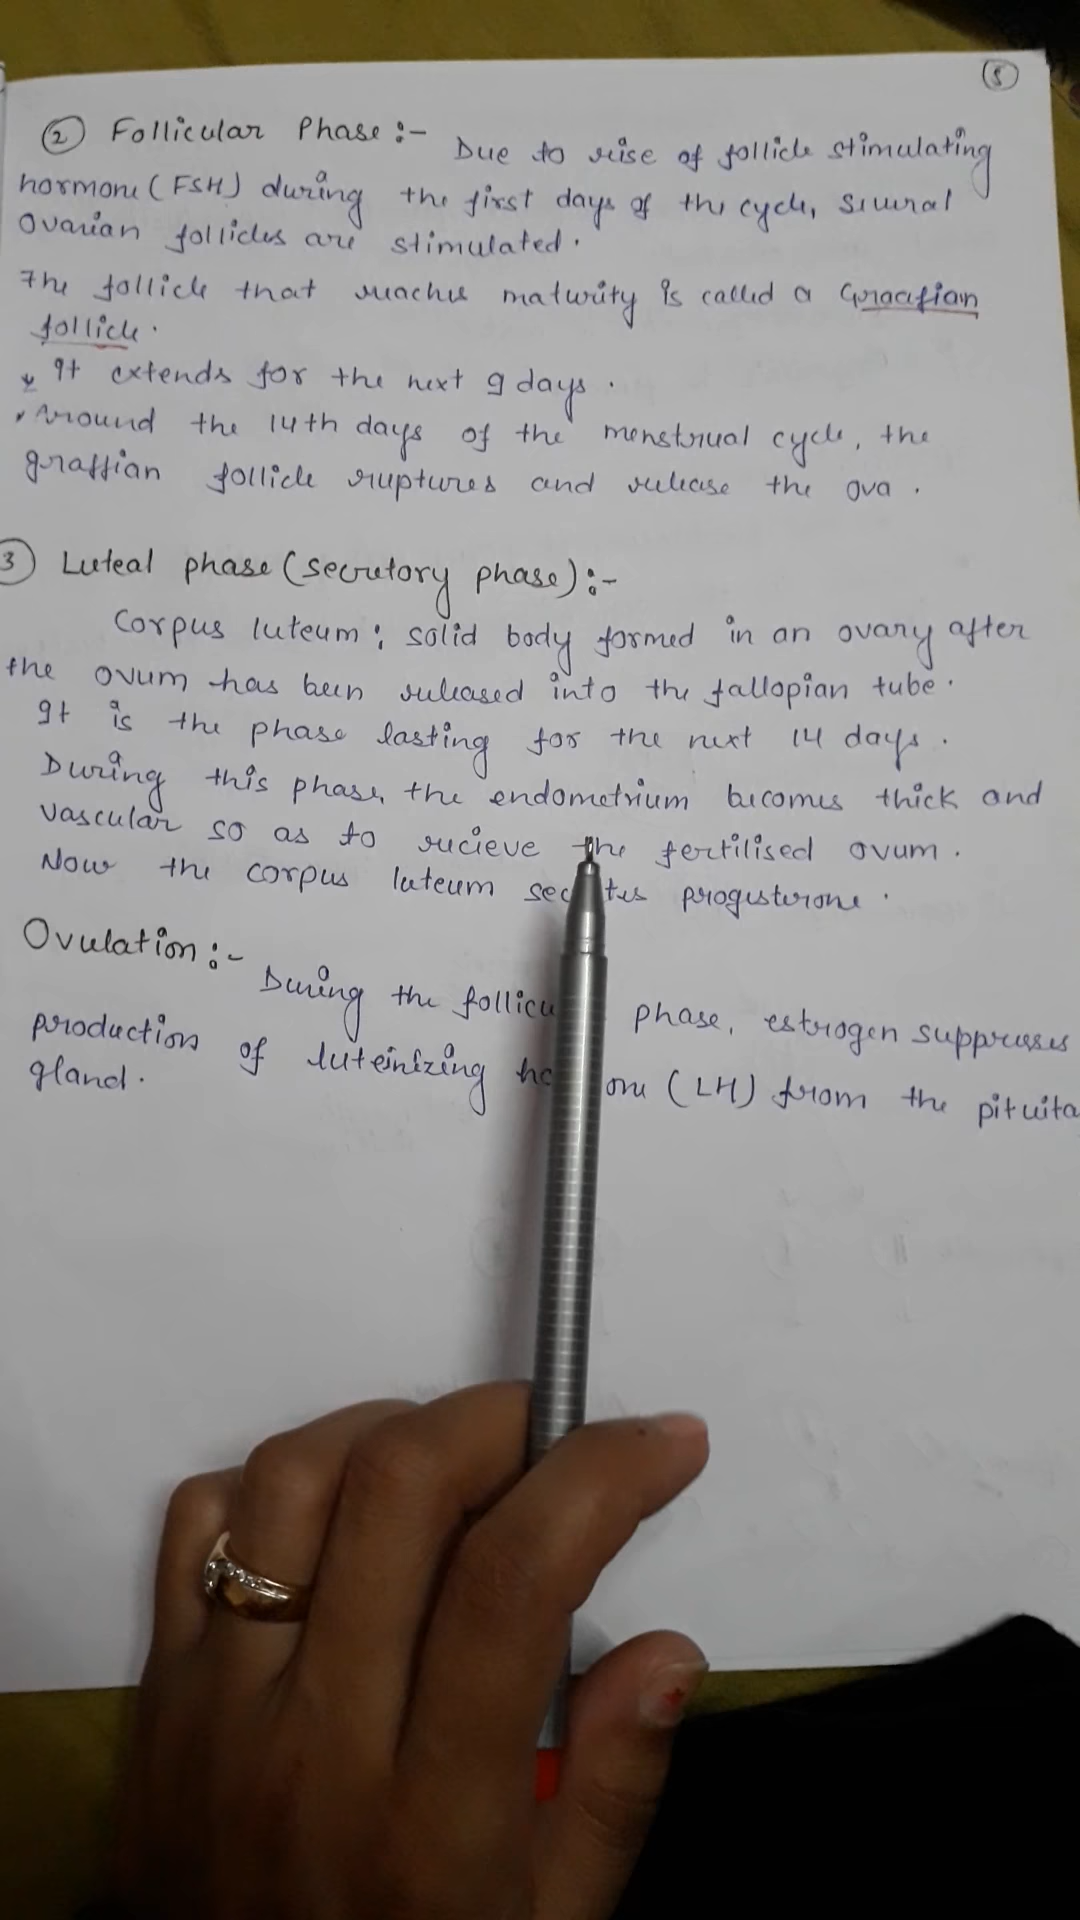 5
2 Follicular Phase :- Due to rise of follicle stimulating
hormone (FSH) during the first days of the cycle, several
Ovarian follicles are stimulated.
The follicle that reaches maturity is called a Graafian
follicle.
It extends for the next 9 days.
Around the 14th days of the menstrual cycle, the
graffian follicle ruptures and release the ova.
3 Luteal phase (secretory phase) :-
Corpus luteum: solid body formed in an ovary after
the ovum has been released into the fallopian tube.
It is the phase lasting for the next 14 days.
During this phase, the endometrium becomes thick and
vascular so as to recieve the fertilised ovum.
Now the corpus luteum progesterone.
Ovulation :- During the phase, estrogen suppresses
production of luteinizing (LH) from the
gland.